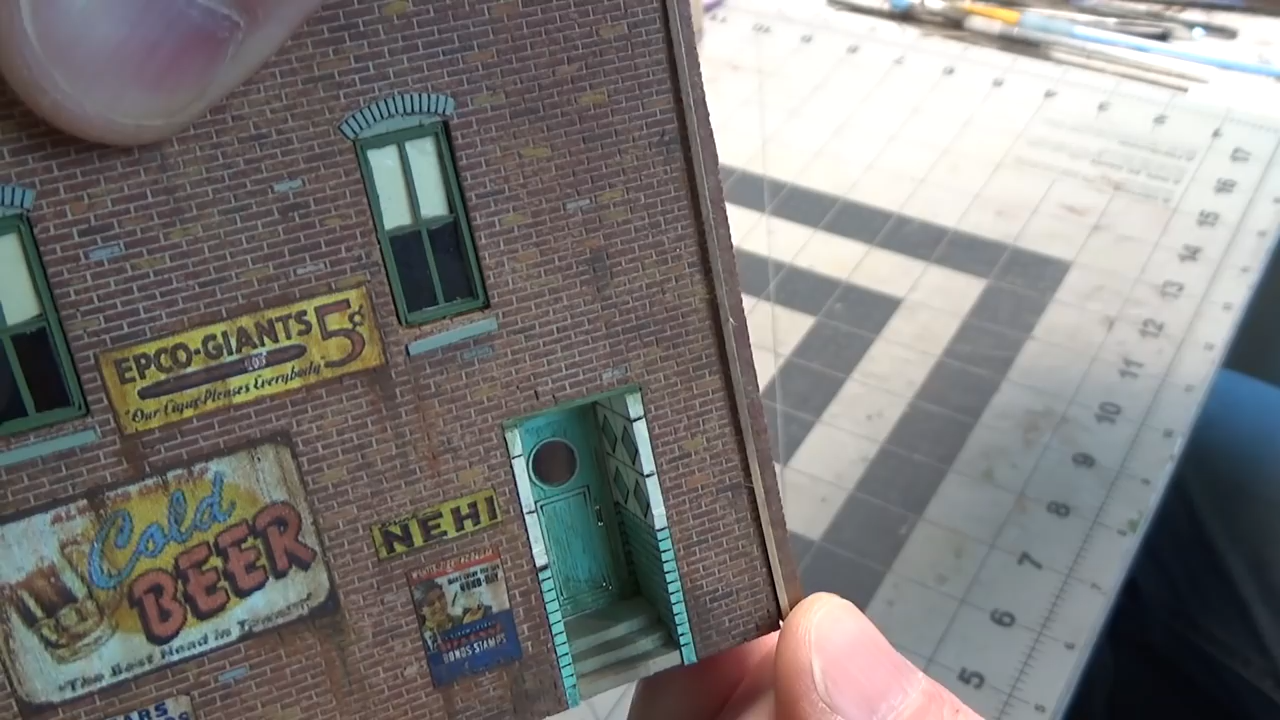 EPCO-GIANTS 5¢
"Our Cigar Pleases Everybody"
Cold
BEER
"The Best Head in Town"
NEHI
BONDS·STAMPS
17
16
15
14
13
12
11
10
9
8
7
6
5